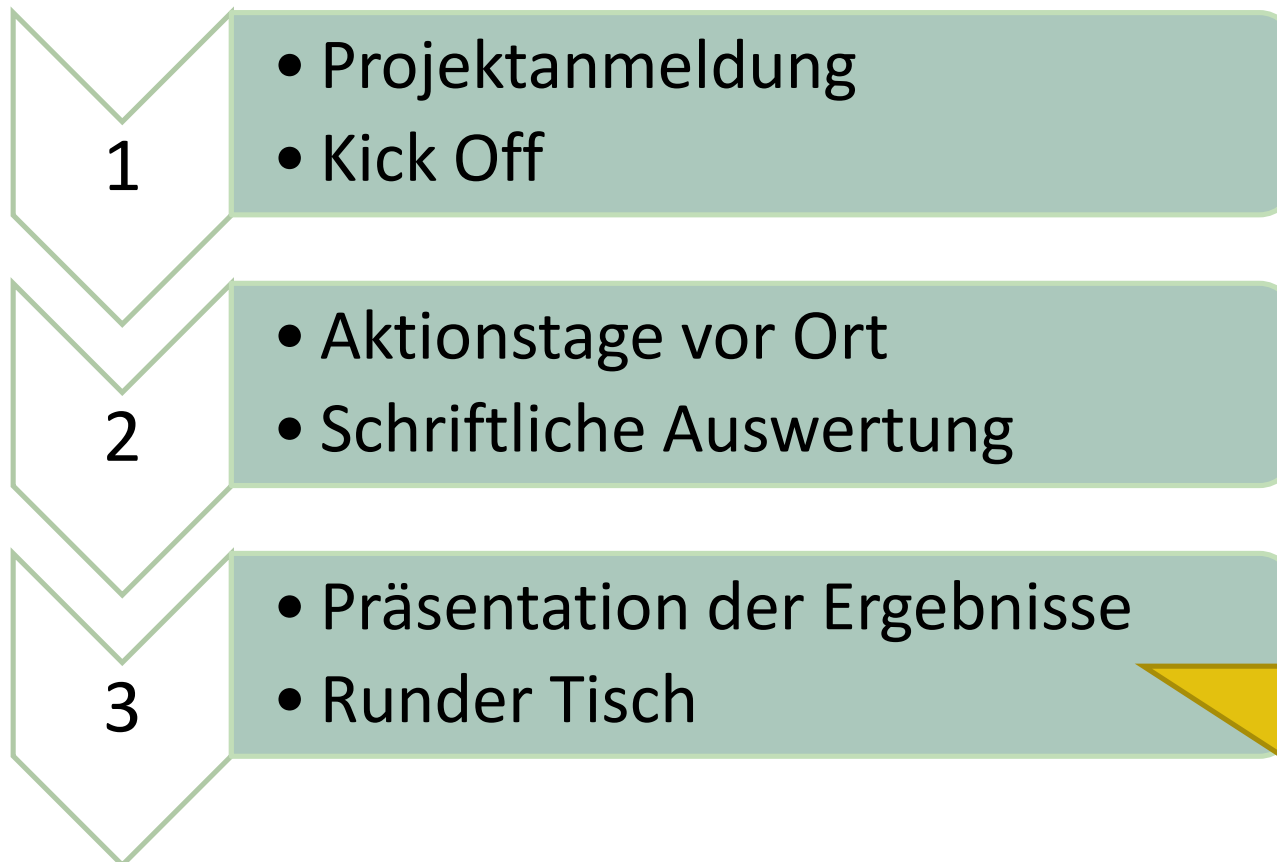 1
• Projektanmeldung
• Kick Off
2
• Aktionstage vor Ort
• Schriftliche Auswertung
3
• Präsentation der Ergebnisse
• Runder Tisch